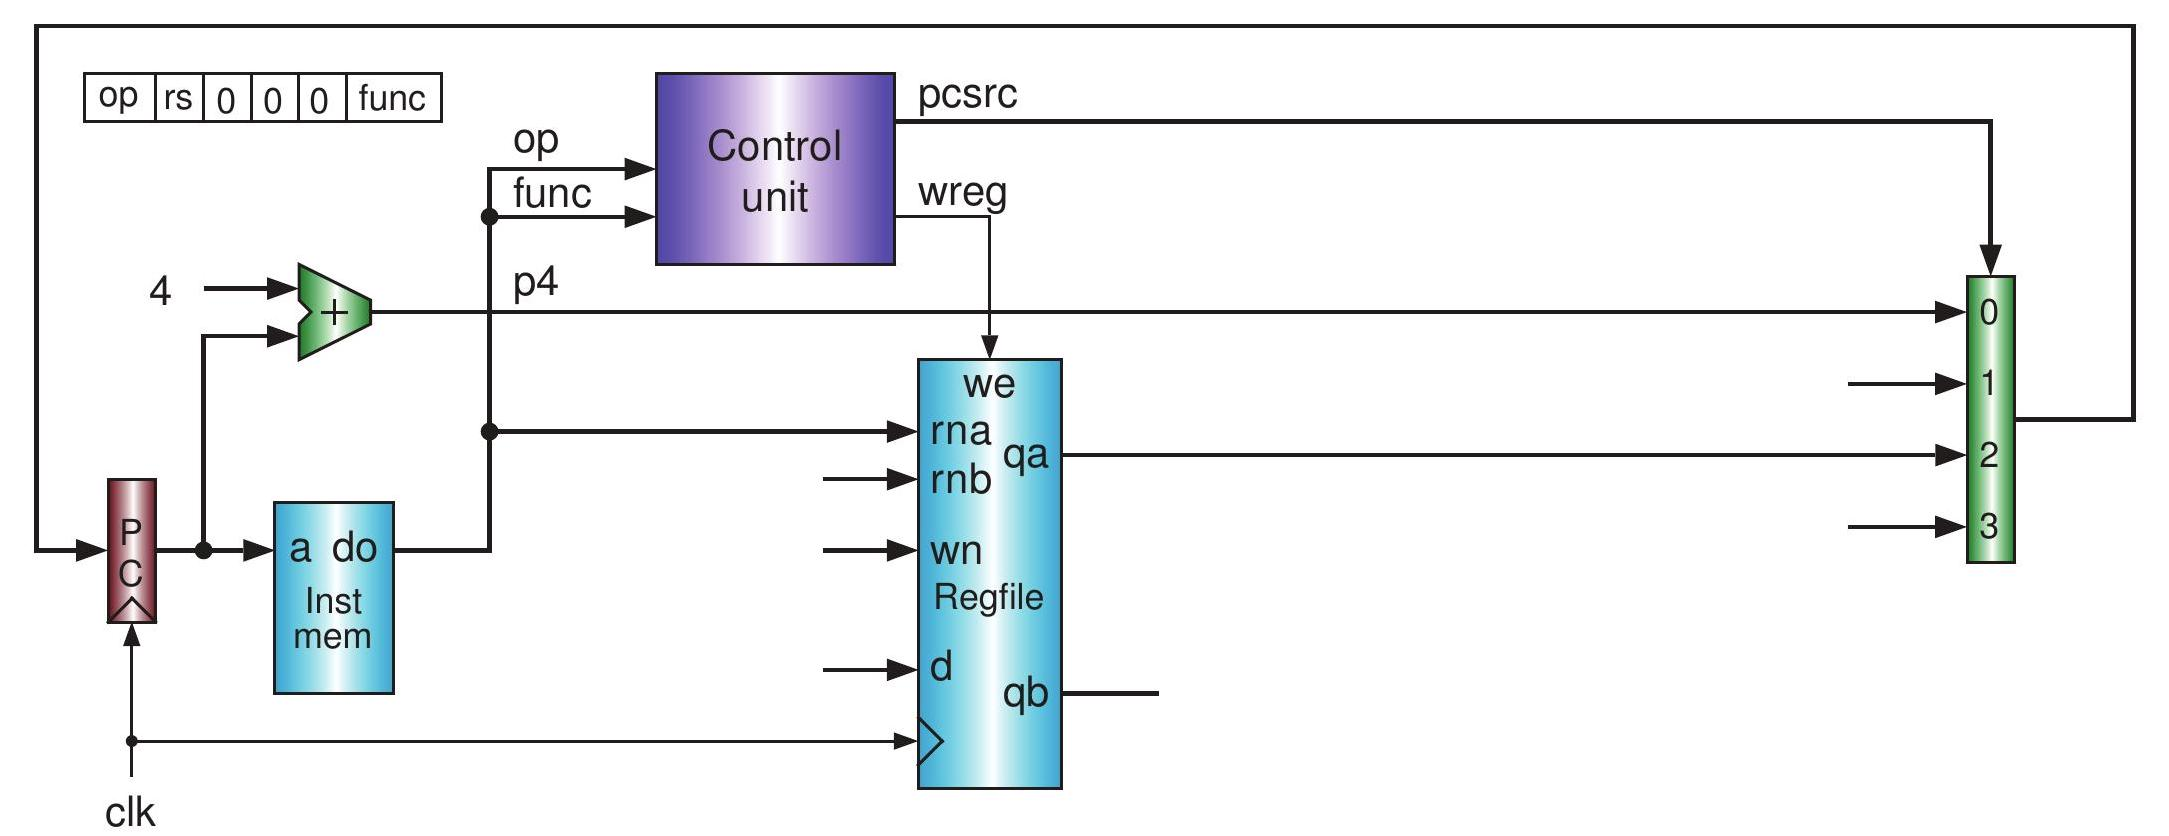 op rs 0 0 0 func
op
func
Control
unit
pcsrc
wreg
4
+
p4
0
1
2
3
we
rna
qa
rnb
wn
Regfile
d
qb
P
C
a do
Inst
mem
clk